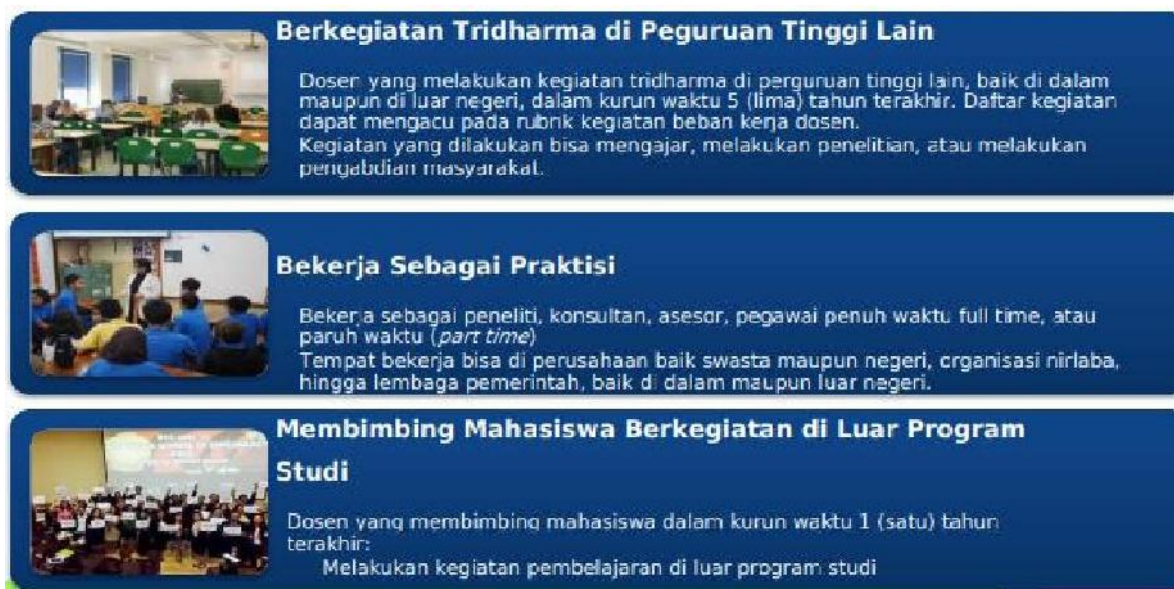 Berkegiatan Tridharma di Peguruan Tinggi Lain
Dosen yang melakukan kegiatan tridharma di perguruan tinggi lain, baik di dalam
maupun di luar negeri, dalam kurun waktu 5 (lima) tahun terakhir. Daftar kegiatan
dapat mengacu pada rubrik kegiatan beban kerja dosen.
Kegiatan yang dilakukan bisa mengajar, melakukan penelitian, atau melakukan
pengabdian masyarakat.
Bekerja Sebagai Praktisi
Bekerja sebagai peneliti, konsultan, asesor, pegawai penuh waktu full time, atau
paruh waktu (part time)
Tempat bekerja bisa di perusahaan baik swasta maupun negeri, organisasi nirlaba,
hingga lembaga pemerintah, baik di dalam maupun luar negeri.
Membimbing Mahasiswa Berkegiatan di Luar Program
Studi
Dosen yang membimbing mahasiswa dalam kurun waktu 1 (satu) tahun
terakhir:
Melakukan kegiatan pembelajaran di luar program studi